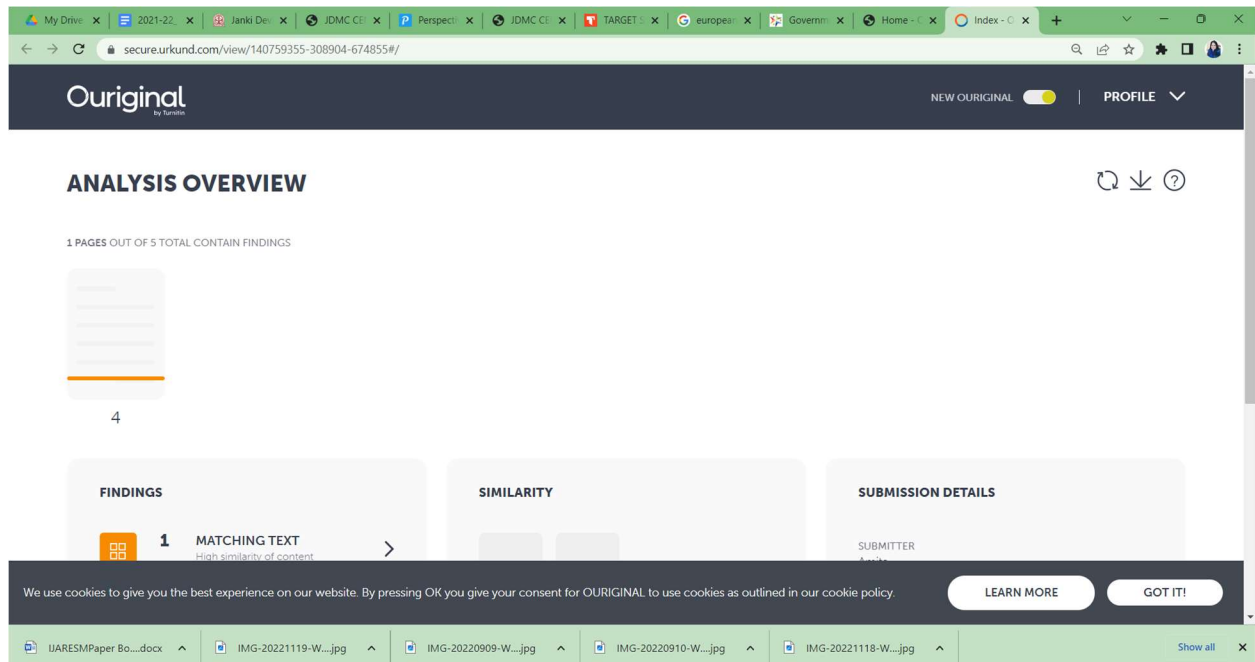 My Drive
2021-22_
Janki Dev
JDMC CE
Perspecti
JDMC CE
TARGET S
european
Governm
Home - C
Index - O
secure.urkund.com/view/140759355-308904-674855#/
Ouriginal
by Turnitin
NEW OURIGINAL | PROFILE
ANALYSIS OVERVIEW
1 PAGES OUT OF 5 TOTAL CONTAIN FINDINGS
4
FINDINGS
1 MATCHING TEXT
High similarity of content
SIMILARITY
SUBMISSION DETAILS
SUBMITTER
We use cookies to give you the best experience on our website. By pressing OK you give your consent for OURIGINAL to use cookies as outlined in our cookie policy.
LEARN MORE
GOT IT!
IJARESMPaper Bo....docx
IMG-20221119-W....jpg
IMG-20220909-W....jpg
IMG-20220910-W....jpg
IMG-20221118-W....jpg
Show all